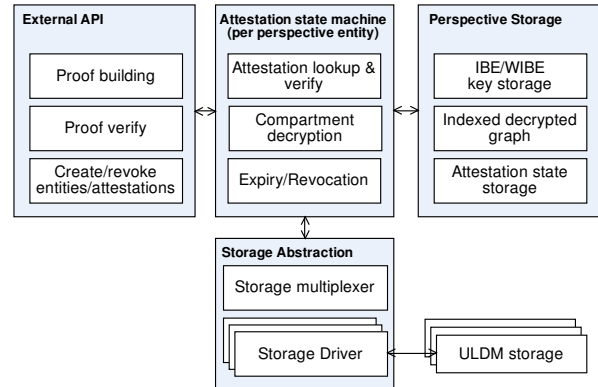 External API
Proof building
Proof verify
Create/revoke
entities/attestations
Attestation state machine
(per perspective entity)
Attestation lookup &
verify
Compartment
decryption
Expiry/Revocation
Perspective Storage
IBE/WIBE
key storage
Indexed decrypted
graph
Attestation state
storage
Storage Abstraction
Storage multiplexer
Storage Driver
ULDM storage